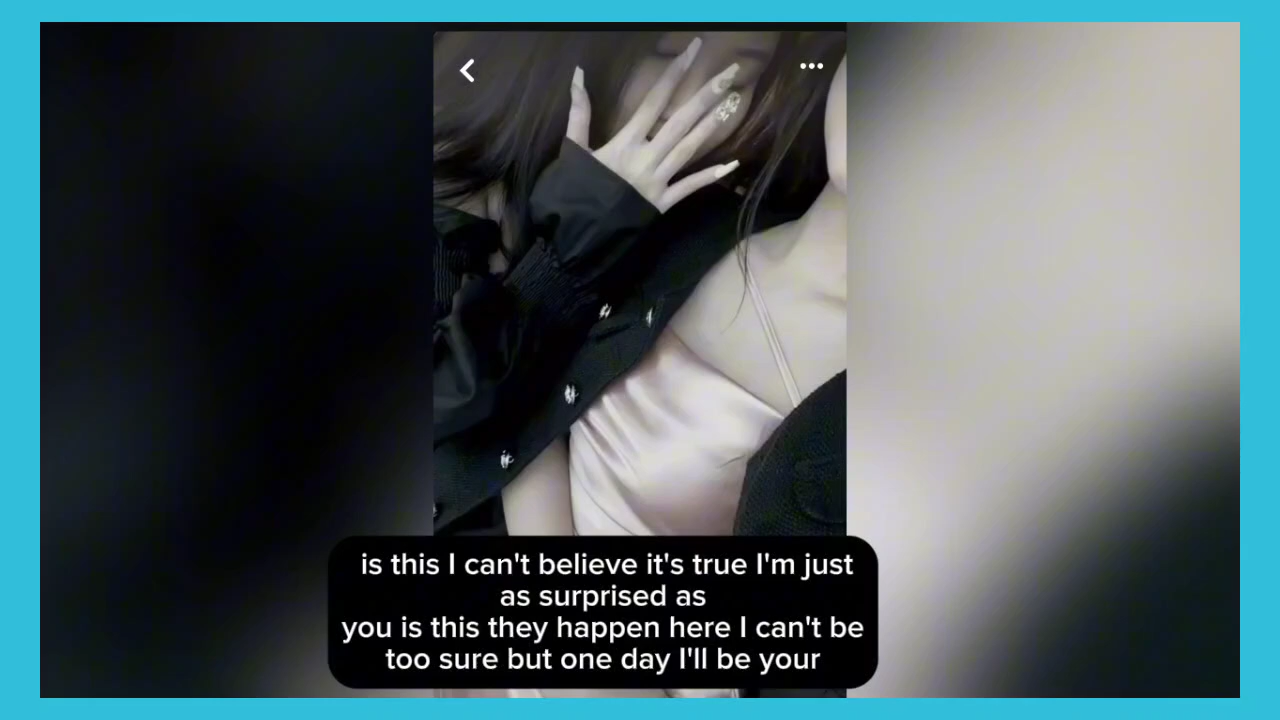 is this I can't believe it's true I'm just
as surprised as
you is this they happen here I can't be
too sure but one day I'll be your